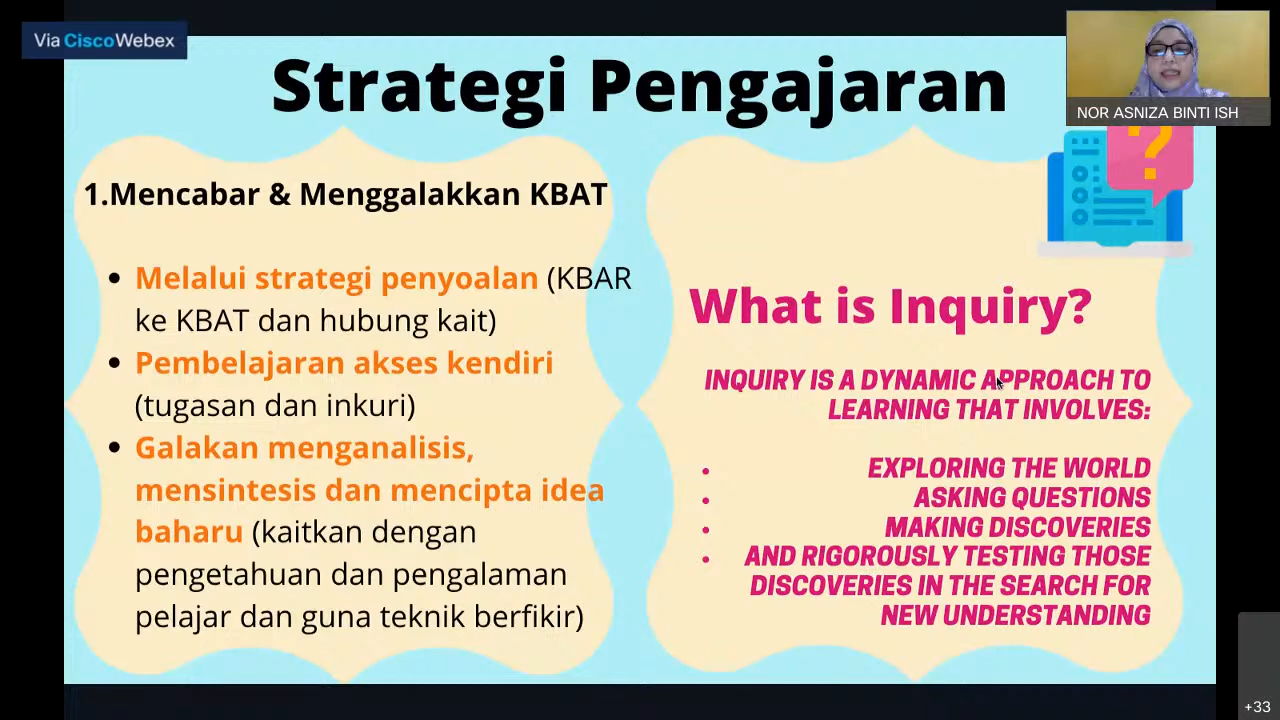 Via CiscoWebex
Strategi Pengajaran
NOR ASNIZA BINTI ISH
?
1.Mencabar & Menggalakkan KBAT
• Melalui strategi penyoalan (KBAR
ke KBAT dan hubung kait)
• Pembelajaran akses kendiri
(tugasan dan inkuri)
• Galakan menganalisis,
mensintesis dan mencipta idea
baharu (kaitkan dengan
pengetahuan dan pengalaman
pelajar dan guna teknik berfikir)
What is Inquiry?
INQUIRY IS A DYNAMIC APPROACH TO
LEARNING THAT INVOLVES:
• EXPLORING THE WORLD
• ASKING QUESTIONS
• MAKING DISCOVERIES
• AND RIGOROUSLY TESTING THOSE
DISCOVERIES IN THE SEARCH FOR
NEW UNDERSTANDING
+33